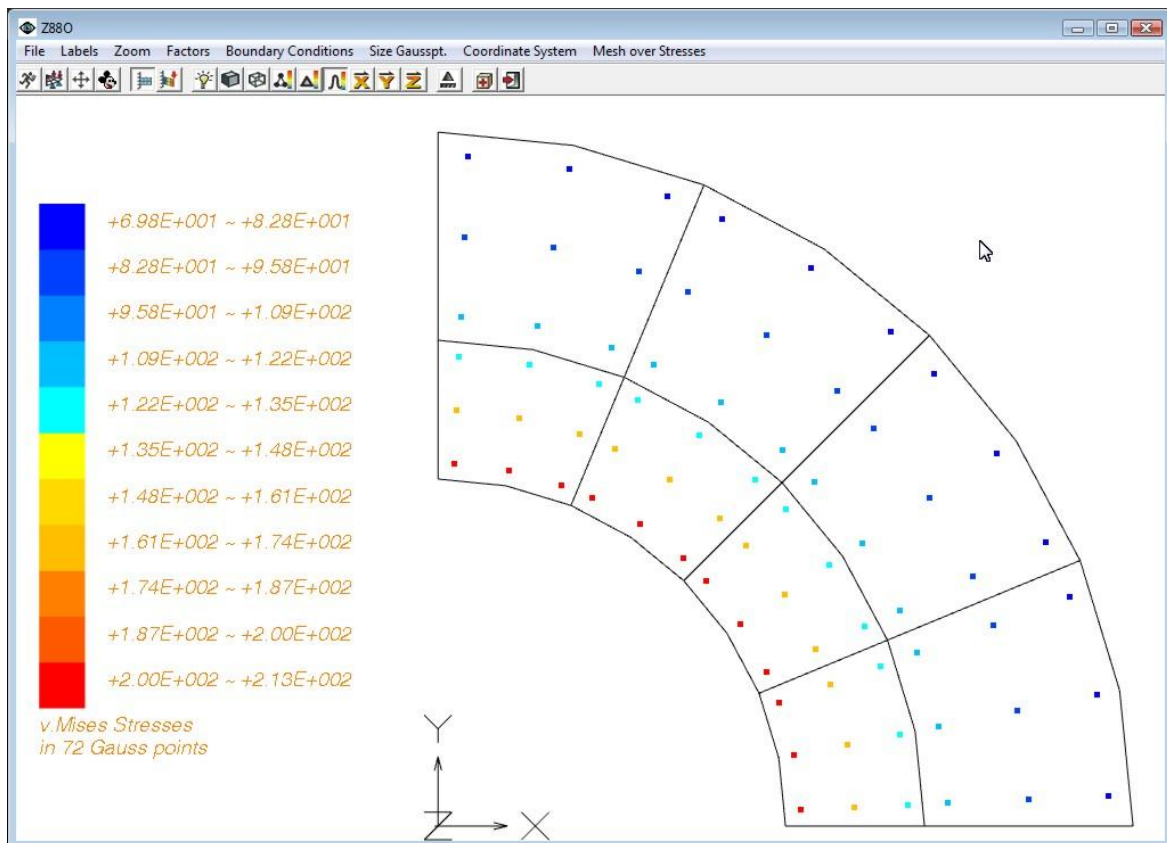 Z88O
File Labels Zoom Factors Boundary Conditions Size Gausspt. Coordinate System Mesh over Stresses
X Y Z
+6.98E+001 ~ +8.28E+001
+8.28E+001 ~ +9.58E+001
+9.58E+001 ~ +1.09E+002
+1.09E+002 ~ +1.22E+002
+1.22E+002 ~ +1.35E+002
+1.35E+002 ~ +1.48E+002
+1.48E+002 ~ +1.61E+002
+1.61E+002 ~ +1.74E+002
+1.74E+002 ~ +1.87E+002
+1.87E+002 ~ +2.00E+002
+2.00E+002 ~ +2.13E+002
v.Mises Stresses
in 72 Gauss points
Y
Z X